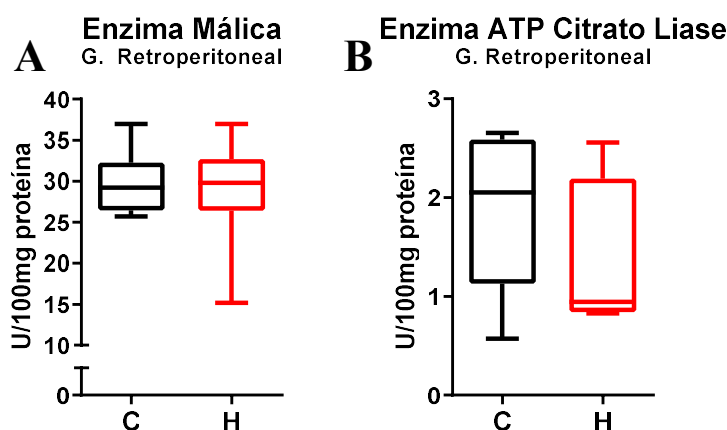 A
Enzima Málica
G. Retroperitoneal
U/100mg proteína
40
35
30
25
20
15
10
0
C
H
B
Enzima ATP Citrato Liase
G. Retroperitoneal
U/100mg proteína
3
2
1
0
C
H